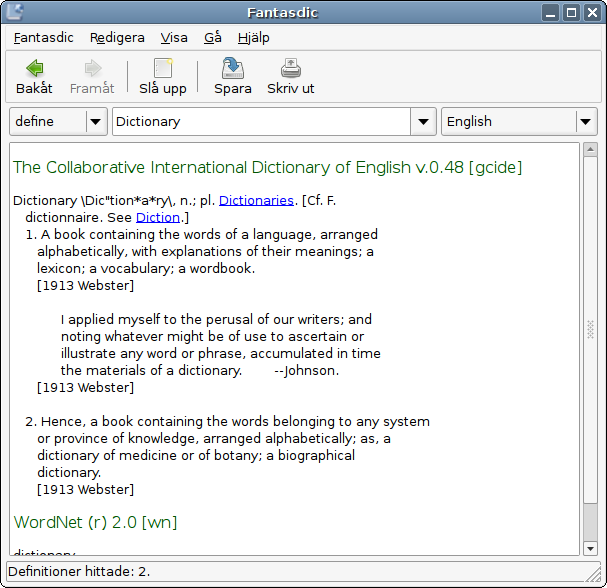 Fantasdic
Fantasdic Redigera Visa Gå Hjälp
Bakåt Framåt Slå upp Spara Skriv ut
define Dictionary English
The Collaborative International Dictionary of English v.0.48 [gcide]
Dictionary \Dic"tion*a*ry\, n.; pl. Dictionaries. [Cf. F.
dictionnaire. See Diction.]
1. A book containing the words of a language, arranged
alphabetically, with explanations of their meanings; a
lexicon; a vocabulary; a wordbook.
[1913 Webster]
I applied myself to the perusal of our writers; and
noting whatever might be of use to ascertain or
illustrate any word or phrase, accumulated in time
the materials of a dictionary. --Johnson.
[1913 Webster]
2. Hence, a book containing the words belonging to any system
or province of knowledge, arranged alphabetically; as, a
dictionary of medicine or of botany; a biographical
dictionary.
[1913 Webster]
WordNet (r) 2.0 [wn]
dictionary
Definitioner hittade: 2.